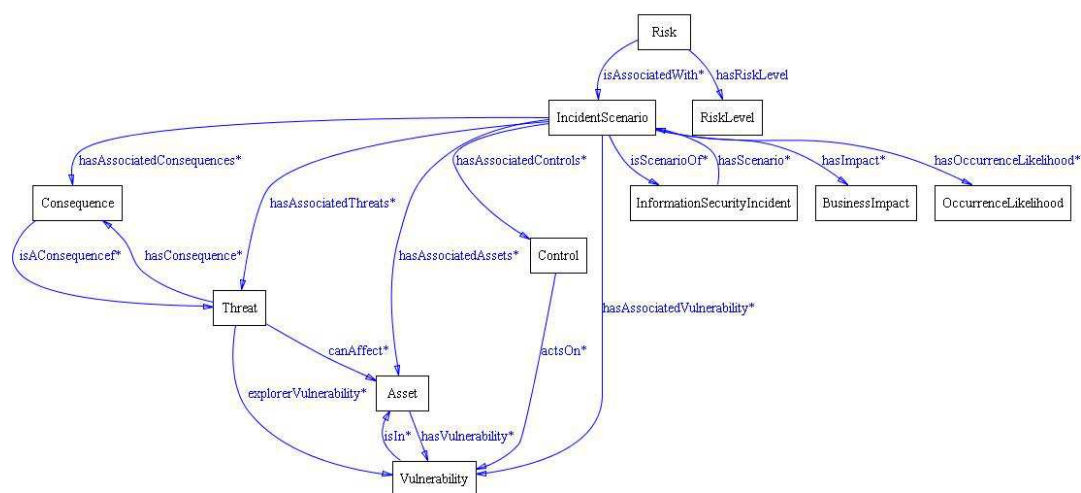 Risk
isAssociatedWith*
hasRiskLevel
IncidentScenario
RiskLevel
hasAssociatedConsequences*
hasAssociatedControls*
isScenarioOf*
hasScenario*
hasImpact*
hasOccurrenceLikelihood*
Consequence
hasAssociatedThreats*
InformationSecurityIncident
BusinessImpact
OccurrenceLikelihood
isAConsequencef*
hasConsequence*
hasAssociatedAssets*
Control
Threat
hasAssociatedVulnerability*
canAffect*
actsOn*
explorerVulnerability*
Asset
isIn*
hasVulnerability*
Vulnerability